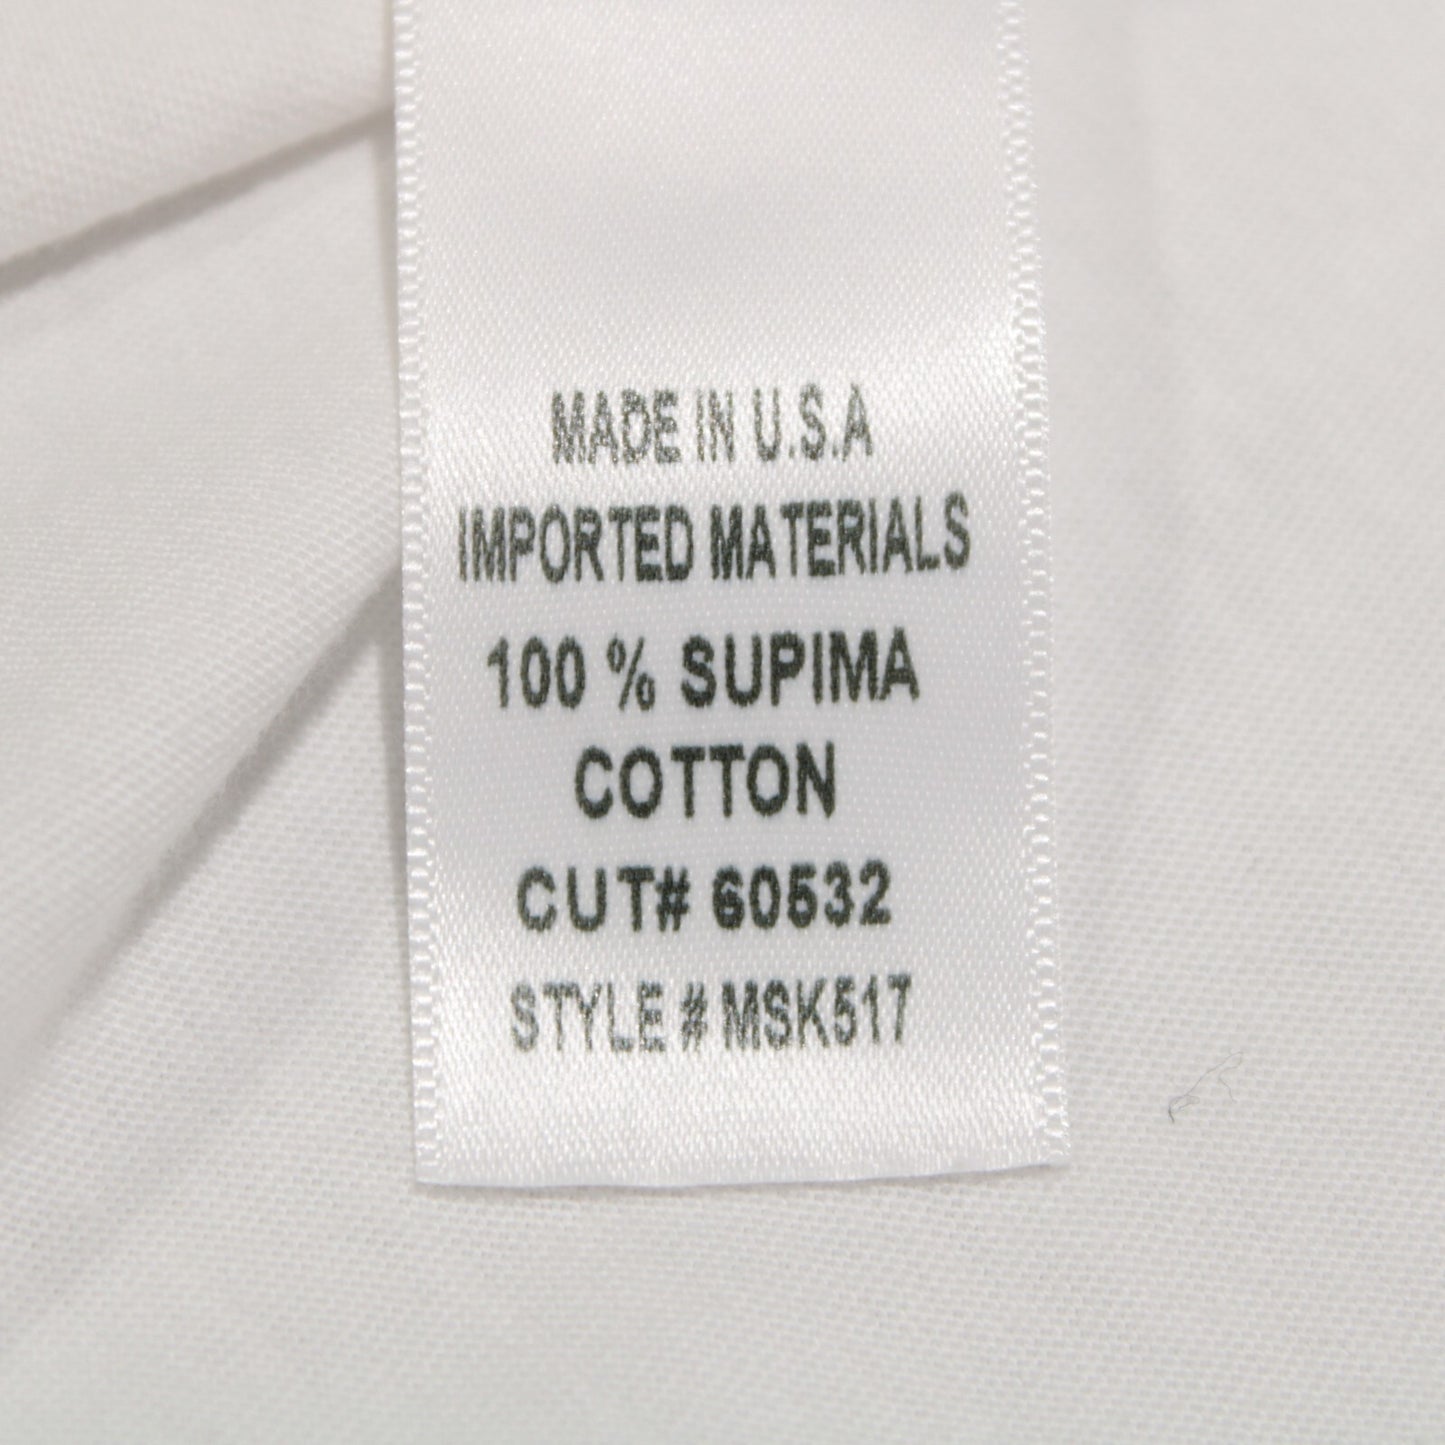 MADE IN U.S.A
IMPORTED MATERIALS
100 % SUPIMA
COTTON
CUT# 60532
STYLE # MSK517